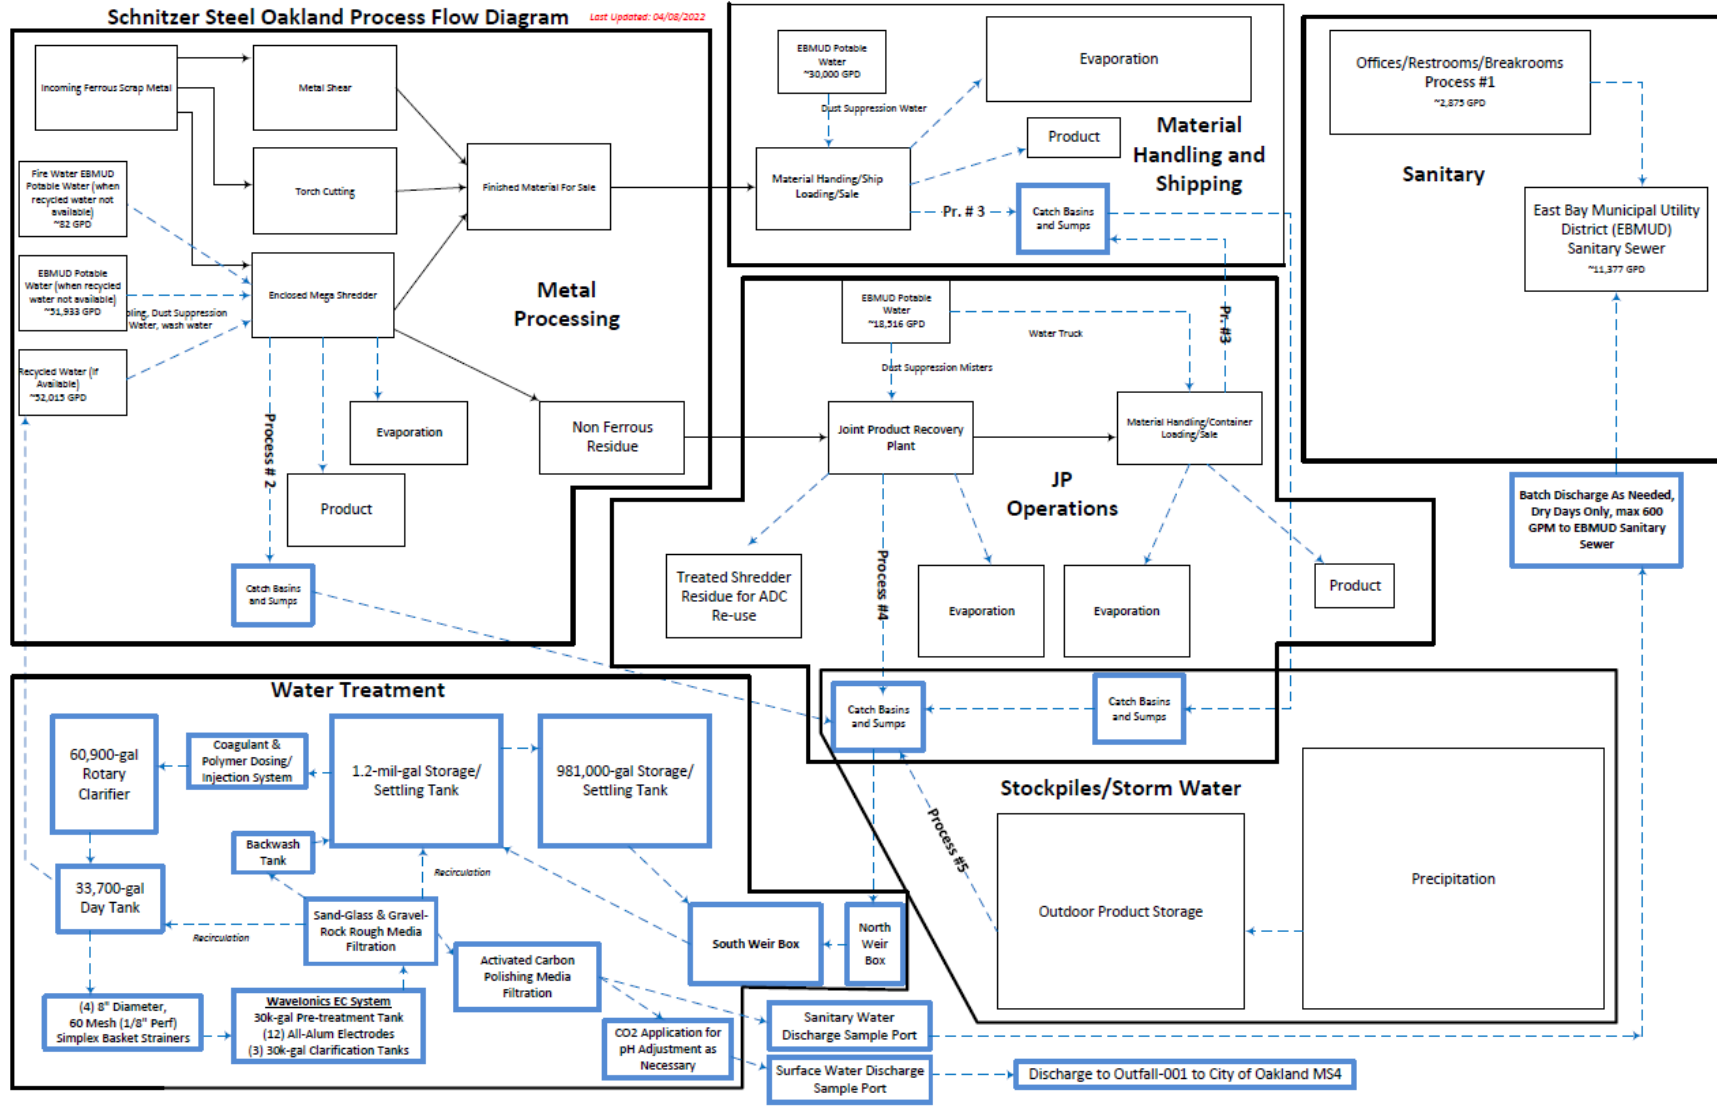 Schnitzer Steel Oakland Process Flow Diagram
Last Updated: 04/08/2022
Incoming Ferrous Scrap Metal
Metal Shear
Torch Cutting
Finished Material For Sale
Fire Water EBMUD
Potable Water (when
recycled water not
available)
~82 GPD
EBMUD Potable
Water (when recycled
water not available)
~51,933 GPD
Dust Suppression
Water, wash water
Recycled Water (If
Available)
~52,015 GPD
Enclosed Mega Shredder
Metal
Processing
Process # 2
Evaporation
Product
Non Ferrous
Residue
Catch Basins
and Sumps
EBMUD Potable
Water
~30,000 GPD
Dust Suppression Water
Evaporation
Product
Material Handing/Ship
Loading/Sale
Pr. # 3
Catch Basins
and Sumps
Material
Handling and
Shipping
Offices/Restrooms/Breakrooms
Process #1
~2,875 GPD
Sanitary
East Bay Municipal Utility
District (EBMUD)
Sanitary Sewer
~11,377 GPD
Batch Discharge As Needed,
Dry Days Only, max 600
GPM to EBMUD Sanitary
Sewer
EBMUD Potable
Water
~18,516 GPD
Water Truck
Pr. #3
Dust Suppression Misters
Joint Product Recovery
Plant
Material Handling/Container
Loading/Sale
JP
Operations
Process #4
Treated Shredder
Residue for ADC
Re-use
Evaporation
Evaporation
Product
Catch Basins
and Sumps
Catch Basins
and Sumps
Stockpiles/Storm Water
Process #5
Outdoor Product Storage
Precipitation
Water Treatment
60,900-gal
Rotary
Clarifier
Coagulant &
Polymer Dosing/
Injection System
1.2-mil-gal Storage/
Settling Tank
981,000-gal Storage/
Settling Tank
Backwash
Tank
Recirculation
33,700-gal
Day Tank
Recirculation
Sand-Glass & Gravel-
Rock Rough Media
Filtration
Activated Carbon
Polishing Media
Filtration
South Weir Box
North
Weir
Box
(4) 8" Diameter,
60 Mesh (1/8" Perf)
Simplex Basket Strainers
WaveIonics EC System
30k-gal Pre-treatment Tank
(12) All-Alum Electrodes
(3) 30k-gal Clarification Tanks
CO2 Application for
pH Adjustment as
Necessary
Sanitary Water
Discharge Sample Port
Surface Water Discharge
Sample Port
Discharge to Outfall-001 to City of Oakland MS4